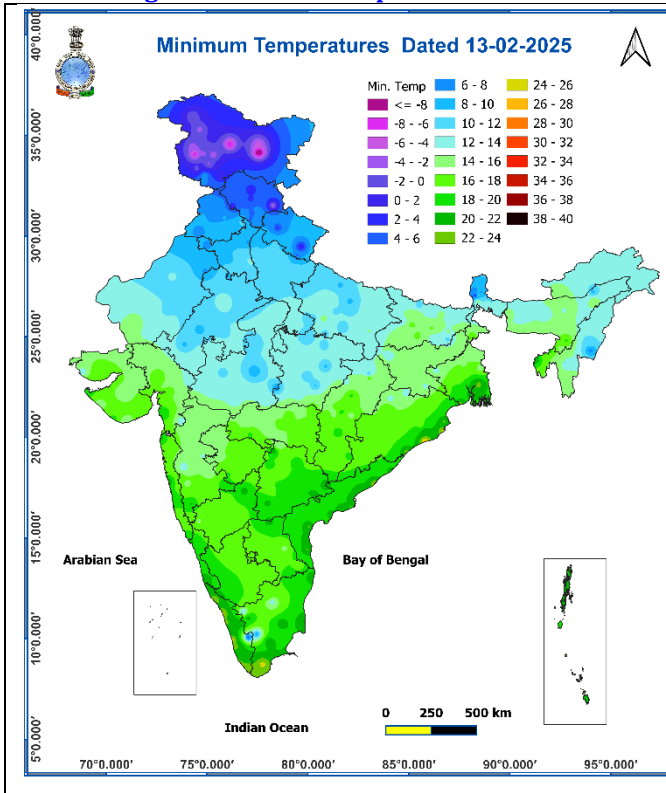 Minimum Temperatures Dated 13-02-2025
Min. Temp
<= -8
-8 - -6
-6 - -4
-4 - -2
-2 - 0
0 - 2
2 - 4
4 - 6
6 - 8
8 - 10
10 - 12
12 - 14
14 - 16
16 - 18
18 - 20
20 - 22
22 - 24
24 - 26
26 - 28
28 - 30
30 - 32
32 - 34
34 - 36
36 - 38
38 - 40
40°0.000'
35°0.000'
30°0.000'
25°0.000'
20°0.000'
15°0.000'
10°0.000'
5°0.000'
Arabian Sea
Bay of Bengal
Indian Ocean
0 250 500 km
70°0.000' 75°0.000' 80°0.000' 85°0.000' 90°0.000' 95°0.000'